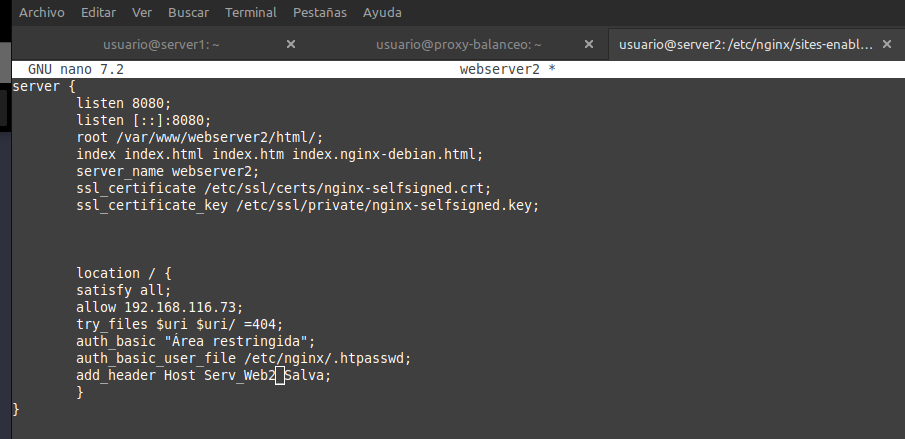 Archivo Editar Ver Buscar Terminal Pestañas Ayuda
usuario@server1: ~ × usuario@proxy-balanceo: ~ × usuario@server2: /etc/nginx/sites-enabl... ×
GNU nano 7.2 webserver2 *
server {
listen 8080;
listen [::]:8080;
root /var/www/webserver2/html/;
index index.html index.htm index.nginx-debian.html;
server_name webserver2;
ssl_certificate /etc/ssl/certs/nginx-selfsigned.crt;
ssl_certificate_key /etc/ssl/private/nginx-selfsigned.key;
location / {
satisfy all;
allow 192.168.116.73;
try_files $uri $uri/ =404;
auth_basic "Área restringida";
auth_basic_user_file /etc/nginx/.htpasswd;
add_header Host Serv_Web2 Salva;
}
}